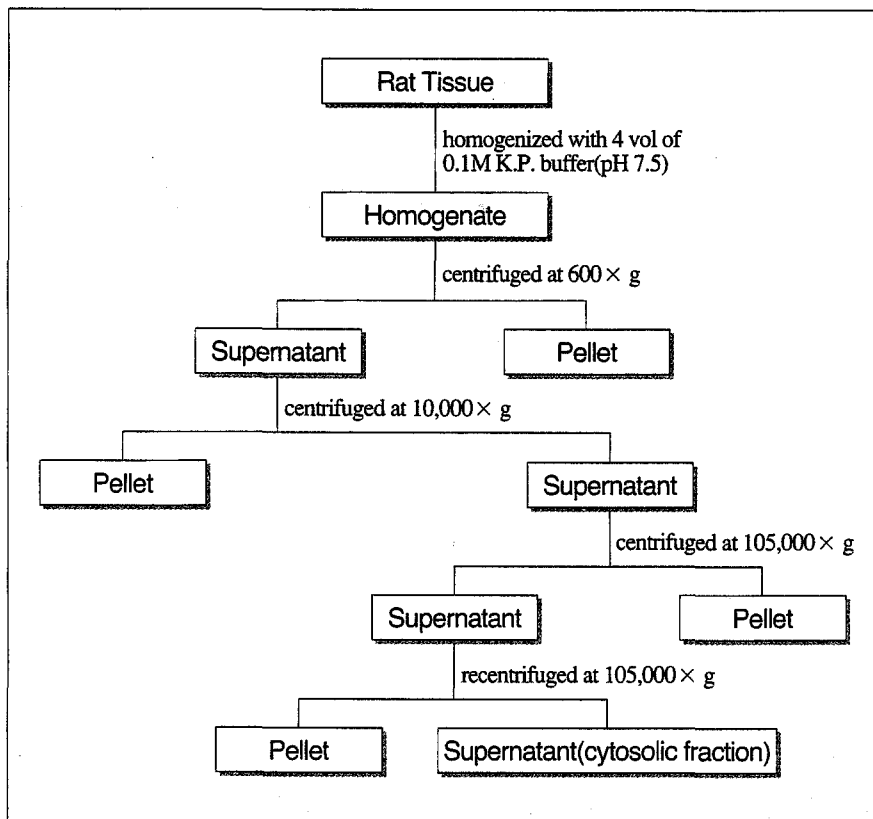 Rat Tissue
homogenized with 4 vol of
0.1M K.P. buffer(pH 7.5)
Homogenate
centrifuged at 600× g
Supernatant
Pellet
centrifuged at 10,000× g
Pellet
Supernatant
centrifuged at 105,000× g
Supernatant
Pellet
recentrifuged at 105,000× g
Pellet
Supernatant(cytosolic fraction)